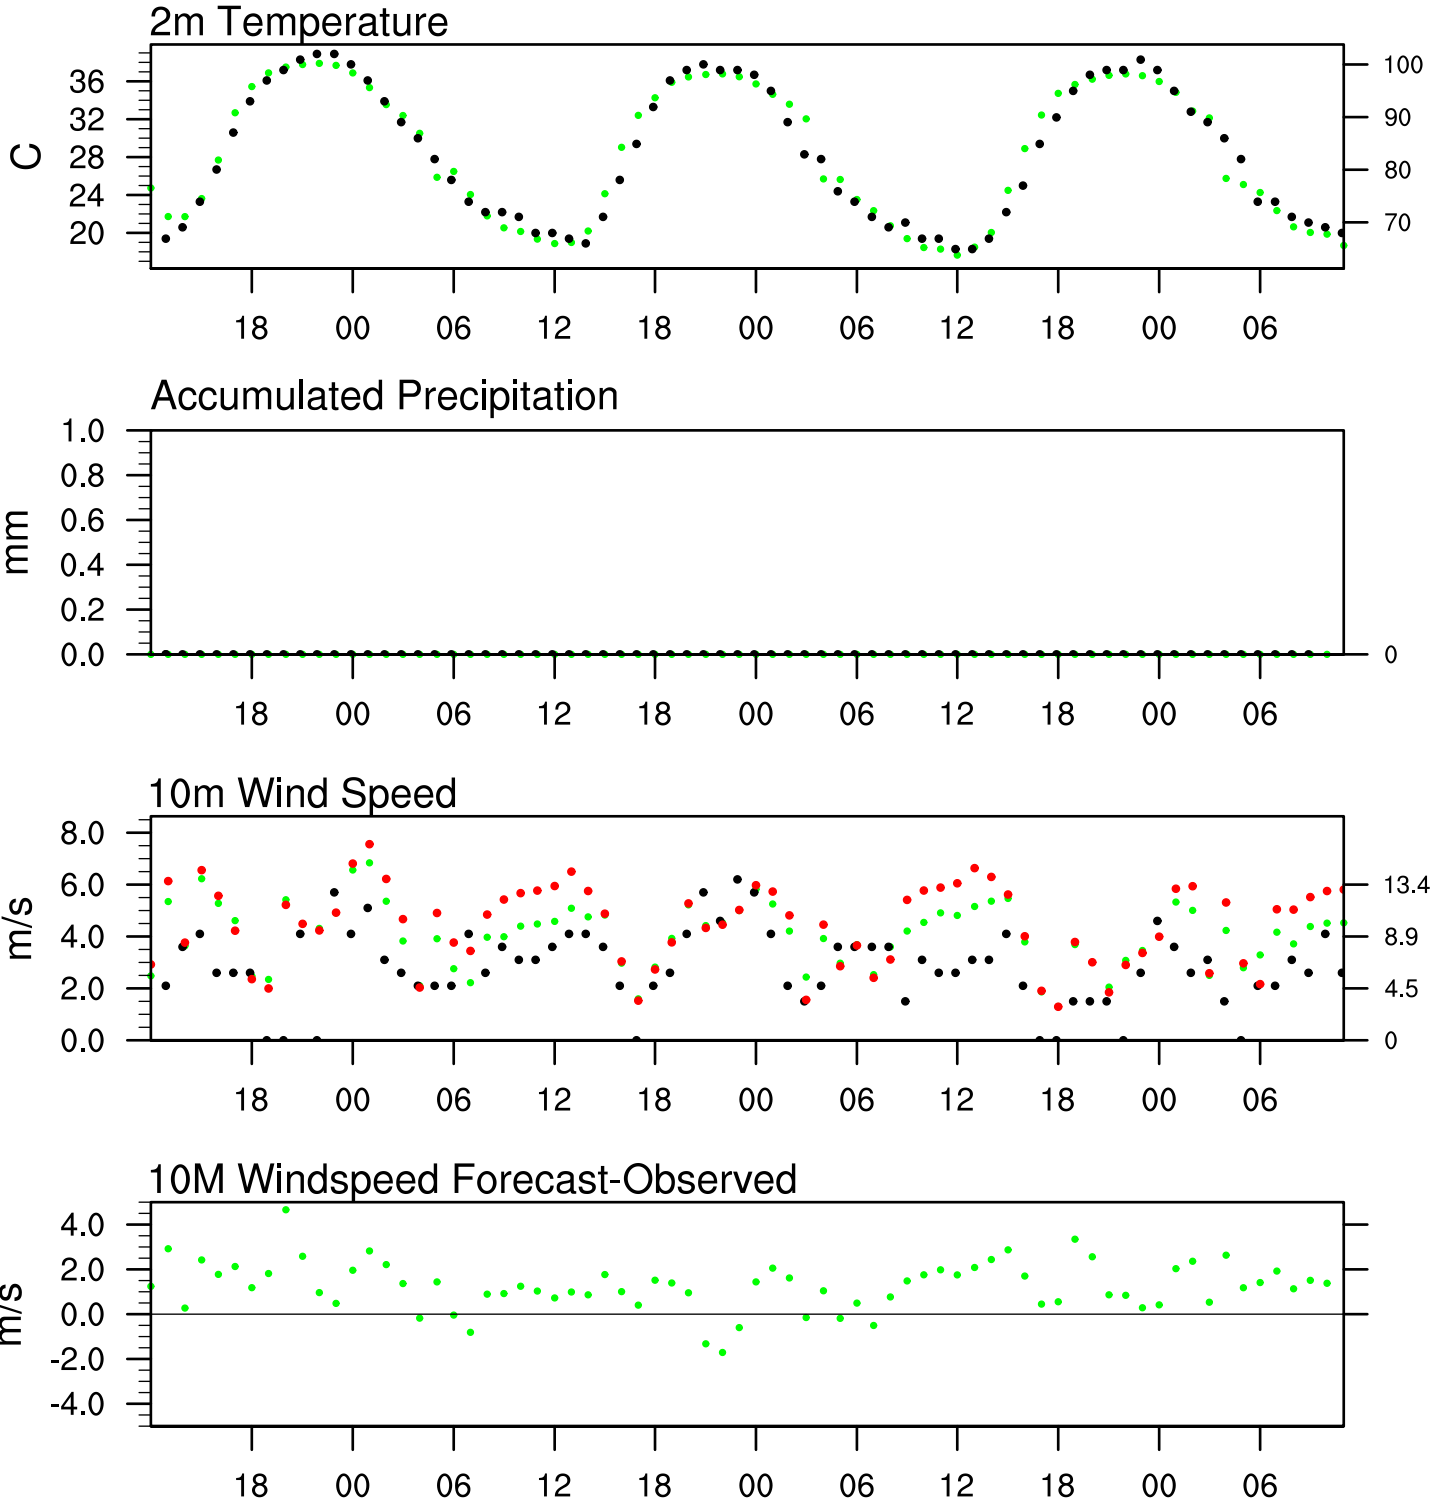 2m Temperature
C
36
32
28
24
20
100
90
80
70
18 00 06 12 18 00 06 12 18 00 06
Accumulated Precipitation
mm
1.0
0.8
0.6
0.4
0.2
0.0
0
18 00 06 12 18 00 06 12 18 00 06
10m Wind Speed
m/s
8.0
6.0
4.0
2.0
0.0
13.4
8.9
4.5
0
18 00 06 12 18 00 06 12 18 00 06
10M Windspeed Forecast-Observed
m/s
4.0
2.0
0.0
-2.0
-4.0
18 00 06 12 18 00 06 12 18 00 06